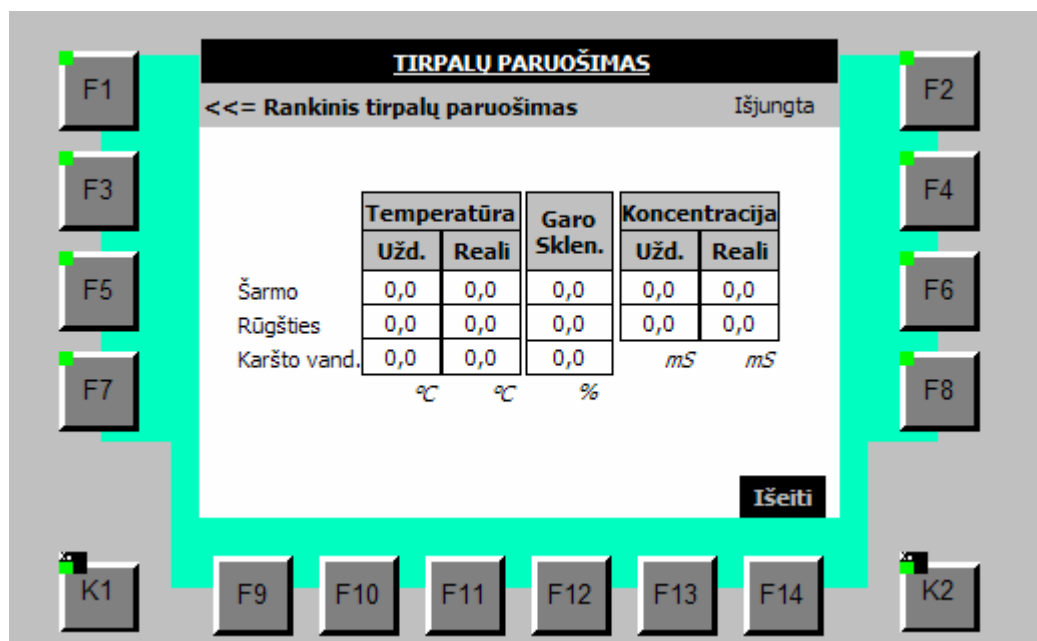 TIRPALŲ PARUOŠIMAS
F1
<<= Rankinis tirpalų paruošimas Išjungta
F2
F3
F4
Temperatūra Garo Sklen. Koncentracija
Užd. Reali Užd. Reali
F5
Šarmo 0,0 0,0 0,0 0,0 0,0
F6
Rūgšties 0,0 0,0 0,0 0,0 0,0
Karšto vand. 0,0 0,0 0,0 mS mS
F7
°C °C %
F8
Išeiti
K1 F9 F10 F11 F12 F13 F14 K2